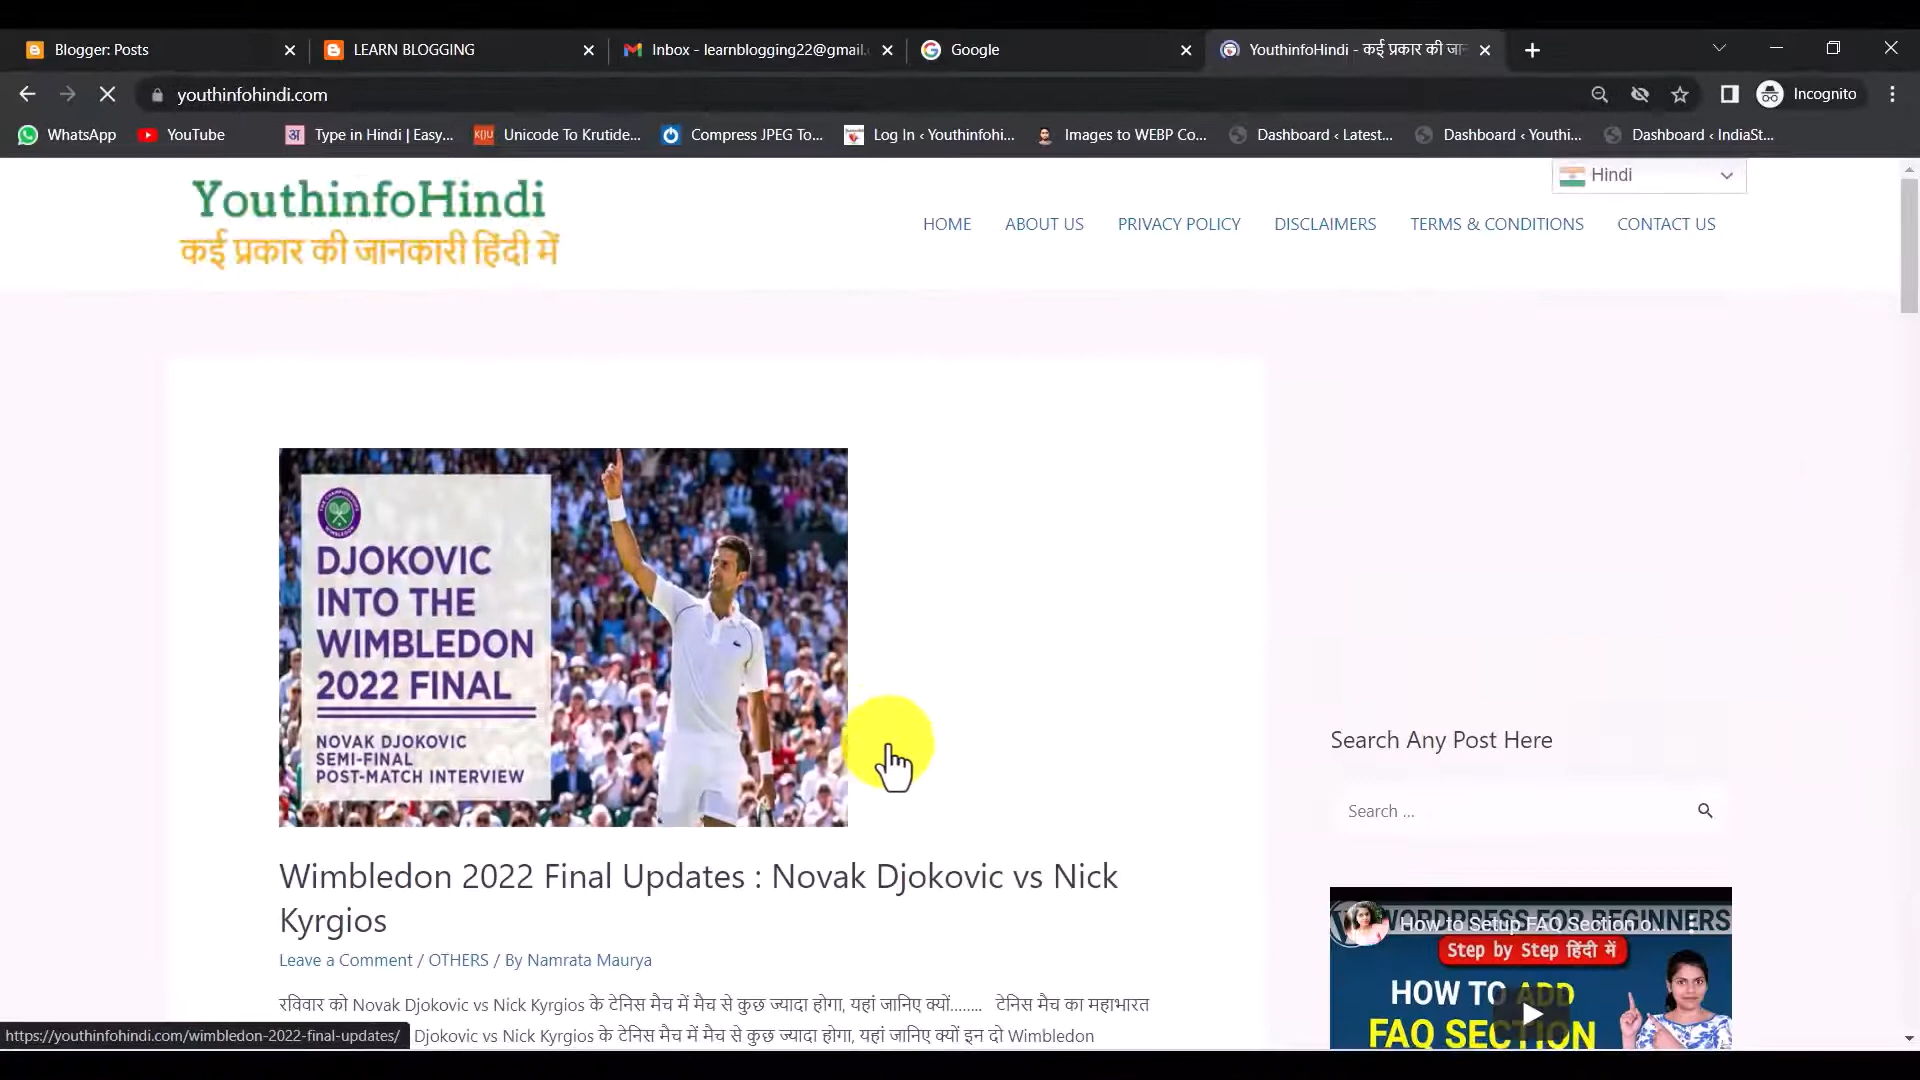 Blogger: Posts
LEARN BLOGGING
Inbox - learnblogging22@gmail.
Google
YouthinfoHindi - कई प्रकार की जान
youthinfohindi.com
Incognito
WhatsApp
YouTube
अ Type in Hindi | Easy...
KIJU Unicode To Krutide...
Compress JPEG To...
Log In ‹ Youthinfohi...
Images to WEBP Co...
Dashboard ‹ Latest...
Dashboard ‹ Youthi...
Dashboard ‹ IndiaSt...
Hindi
YouthinfoHindi
कई प्रकार की जानकारी हिंदी में
HOME
ABOUT US
PRIVACY POLICY
DISCLAIMERS
TERMS & CONDITIONS
CONTACT US
DJOKOVIC
INTO THE
WIMBLEDON
2022 FINAL
NOVAK DJOKOVIC
SEMI-FINAL
POST-MATCH INTERVIEW
Search Any Post Here
Search ...
Wimbledon 2022 Final Updates : Novak Djokovic vs Nick
Kyrgios
Leave a Comment / OTHERS / By Namrata Maurya
रविवार को Novak Djokovic vs Nick Kyrgios के टेनिस मैच में मैच से कुछ ज्यादा होगा, यहां जानिए क्यों........ टेनिस मैच का महाभारत
Djokovic vs Nick Kyrgios के टेनिस मैच में मैच से कुछ ज्यादा होगा, यहां जानिए क्यों इन दो Wimbledon
https://youthinfohindi.com/wimbledon-2022-final-updates/
WORDPRESS FOR BEGINNERS
How to Setup FAQ Section o...
Step by Step हिंदी में
HOW TO ADD
FAQ SECTION